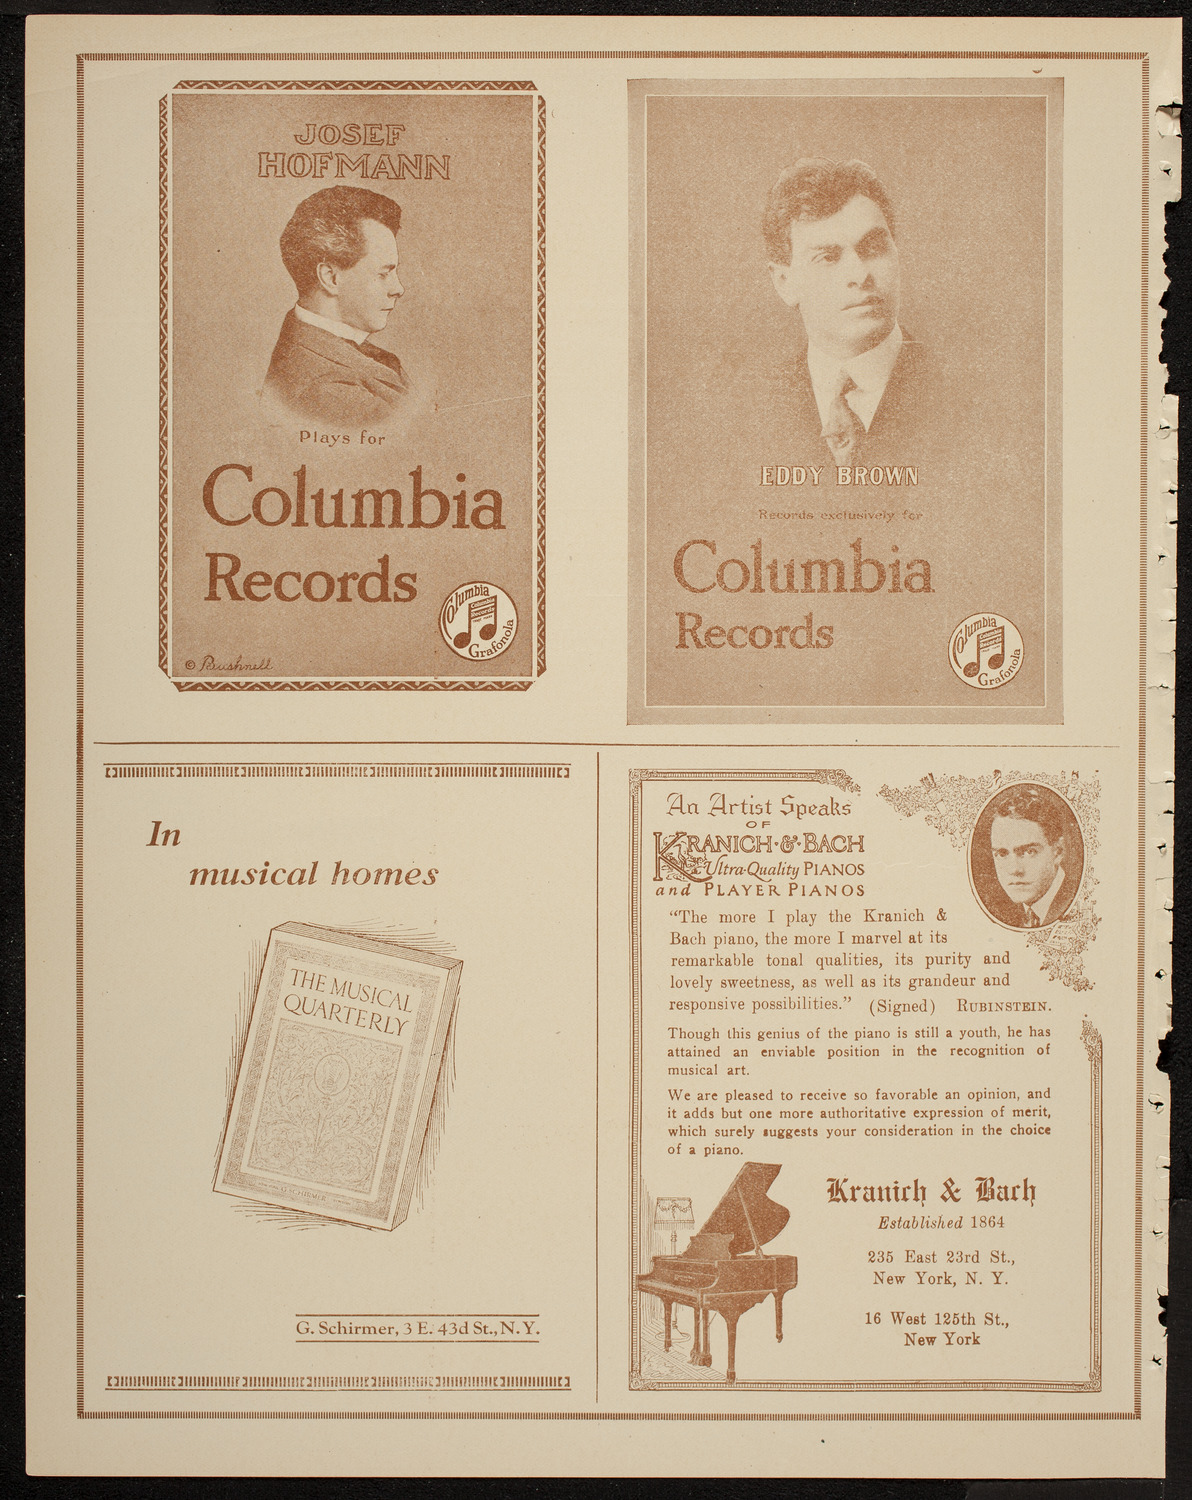 JOSEF
HOFMANN
Plays for
Columbia
Records
Columbia
Grafonola
©
EDDY BROWN
Records exclusively for
Columbia
Records
Columbia
Grafonola
In
musical homes
THE MUSICAL
QUARTERLY
G. SCHIRMER
G. Schirmer, 3 E. 43d St., N. Y.
An Artist Speaks
OF
KRANICH & BACH
Ultra-Quality PIANOS
and PLAYER PIANOS
“The more I play the Kranich &
Bach piano, the more I marvel at its
remarkable tonal qualities, its purity and
lovely sweetness, as well as its grandeur and
responsive possibilities.” (Signed) RUBINSTEIN.
Though this genius of the piano is still a youth, he has
attained an enviable position in the recognition of
musical art.
We are pleased to receive so favorable an opinion, and
it adds but one more authoritative expression of merit,
which surely suggests your consideration in the choice
of a piano.
Kranich & Bach
Established 1864
235 East 23rd St.,
New York, N. Y.
16 West 125th St.,
New York